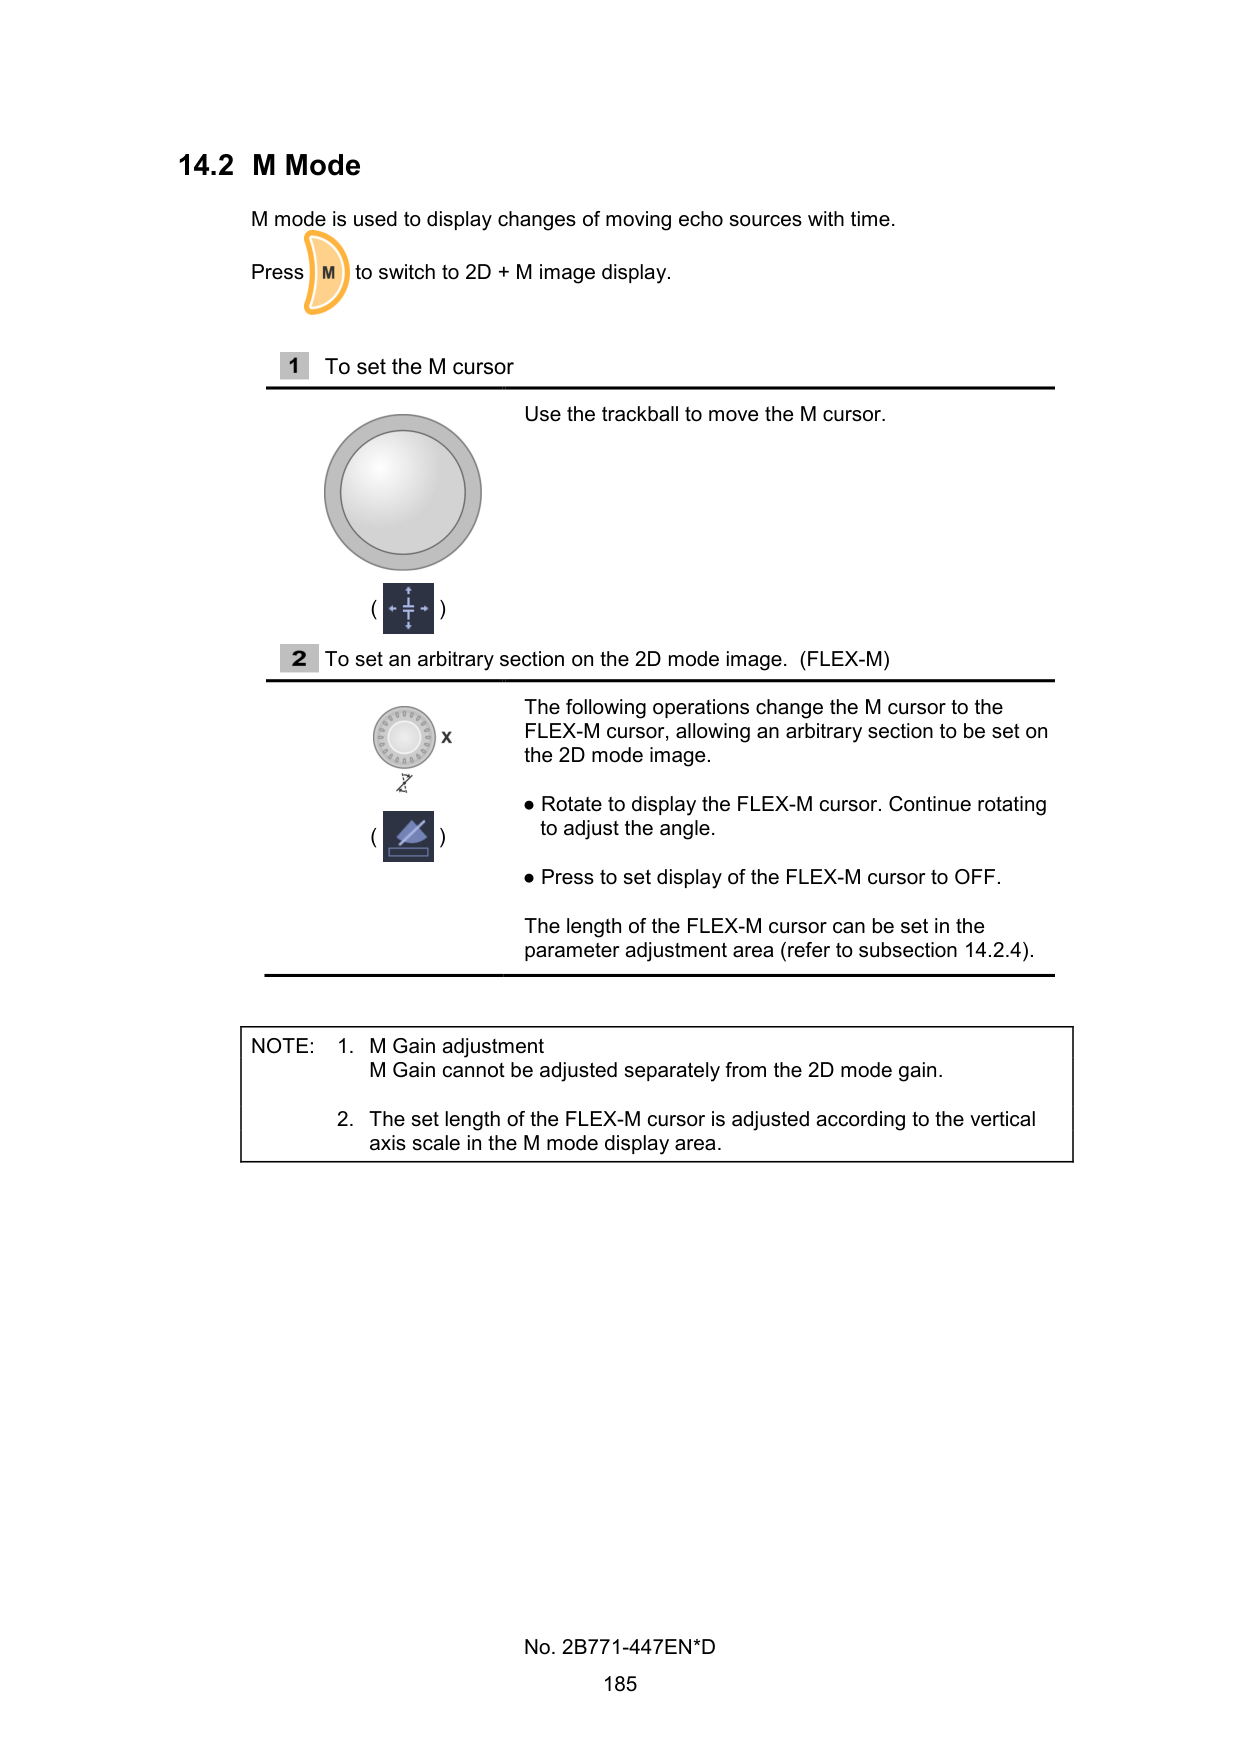 14.2 M Mode
M mode is used to display changes of moving echo sources with time.
Press M to switch to 2D + M image display.
1 To set the M cursor
Use the trackball to move the M cursor.
( )
2 To set an arbitrary section on the 2D mode image. (FLEX-M)
The following operations change the M cursor to the
FLEX-M cursor, allowing an arbitrary section to be set on
the 2D mode image.
X
● Rotate to display the FLEX-M cursor. Continue rotating
to adjust the angle.
( )
● Press to set display of the FLEX-M cursor to OFF.
The length of the FLEX-M cursor can be set in the
parameter adjustment area (refer to subsection 14.2.4).
NOTE: 1. M Gain adjustment
M Gain cannot be adjusted separately from the 2D mode gain.
2. The set length of the FLEX-M cursor is adjusted according to the vertical
axis scale in the M mode display area.
No. 2B771-447EN*D
185